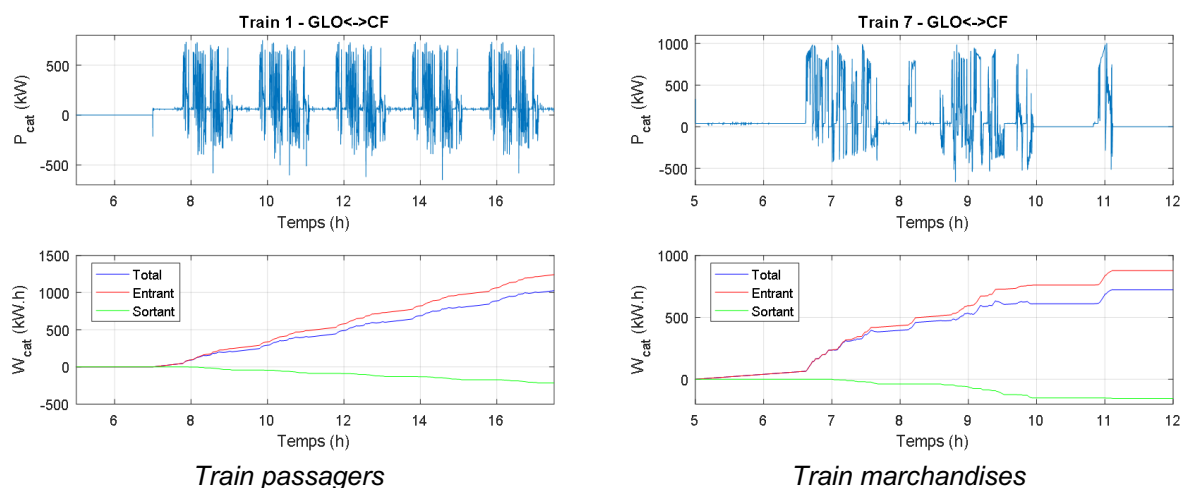 Train 1 - GLO<->CF
P_cat (kW)
500
0
-500
6 8 10 12 14 16
Temps (h)
W_cat (kW.h)
1500
1000
500
0
-500
Total
Entrant
Sortant
6 8 10 12 14 16
Temps (h)
Train passagers
Train 7 - GLO<->CF
P_cat (kW)
1000
500
0
-500
5 6 7 8 9 10 11 12
Temps (h)
W_cat (kW.h)
1000
500
0
Total
Entrant
Sortant
5 6 7 8 9 10 11 12
Temps (h)
Train marchandises